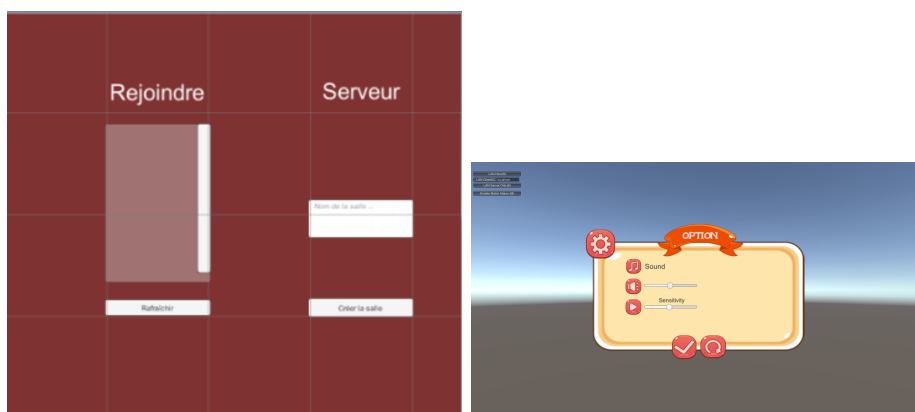 Rejoindre
Serveur
Nom de la salle ...
Rafraîchir
Créer la salle
OPTION
Sound
Sensitivity